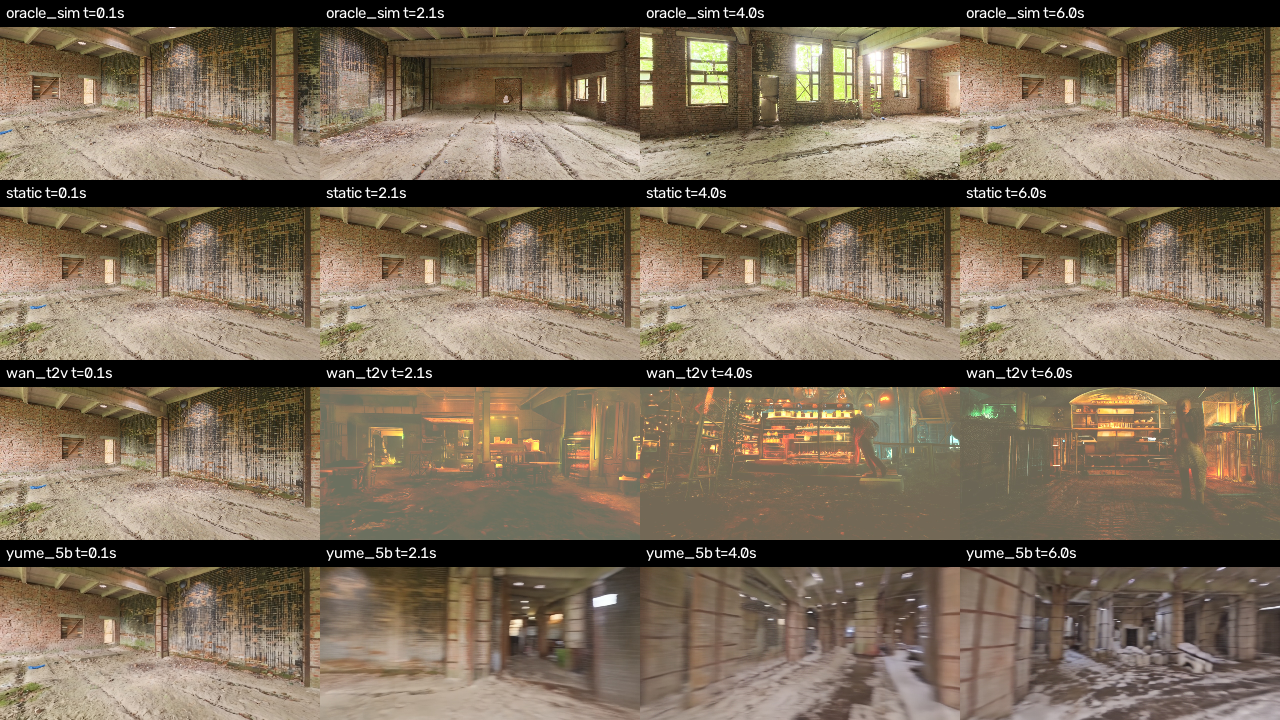 oracle_sim t=0.1s
oracle_sim t=2.1s
oracle_sim t=4.0s
oracle_sim t=6.0s
static t=0.1s
static t=2.1s
static t=4.0s
static t=6.0s
wan_t2v t=0.1s
wan_t2v t=2.1s
wan_t2v t=4.0s
wan_t2v t=6.0s
yume_5b t=0.1s
yume_5b t=2.1s
yume_5b t=4.0s
yume_5b t=6.0s